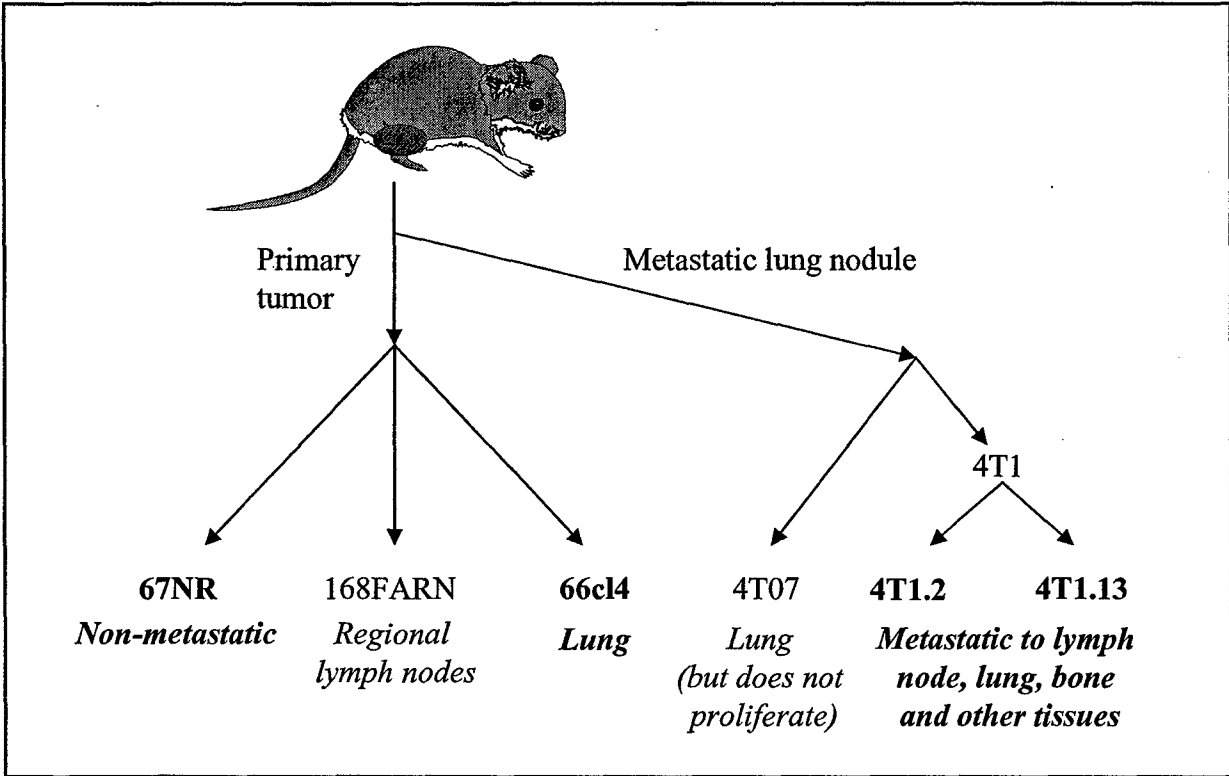 Primary
tumor
Metastatic lung nodule
4T1
67NR
Non-metastatic
168FARN
Regional
lymph nodes
66cl4
Lung
4T07
Lung
(but does not
proliferate)
4T1.2
4T1.13
Metastatic to lymph
node, lung, bone
and other tissues